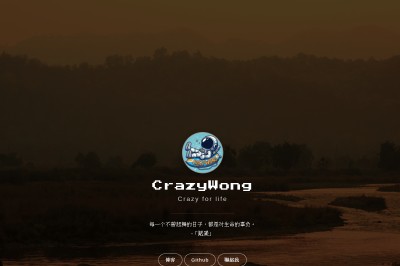 CrazyWong
Crazy for life
每一个不曾起舞的日子，都是对生命的辜负。
-「尼采」
博客
Github
聯絡我